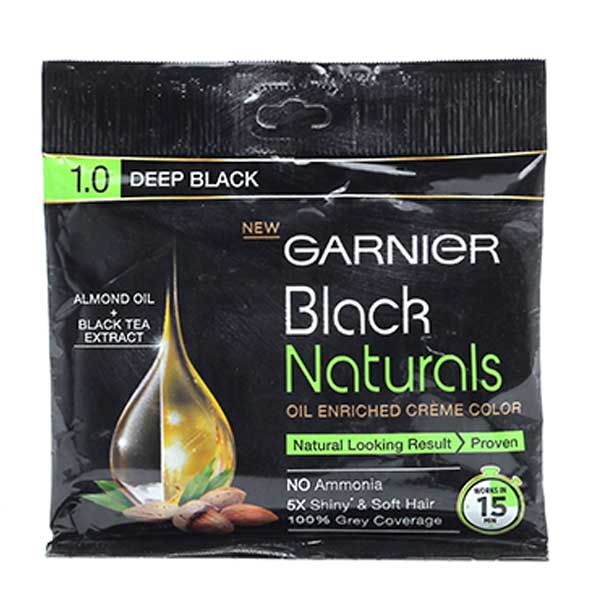 1.0 DEEP BLACK
NEW
GARNIER
Black
Naturals
OIL ENRICHED CRÈME COLOR
Natural Looking Result > Proven
ALMOND OIL
+
BLACK TEA
EXTRACT
NO Ammonia
5X Shiny* & Soft Hair
100% Grey Coverage
WORKS IN
15
MIN